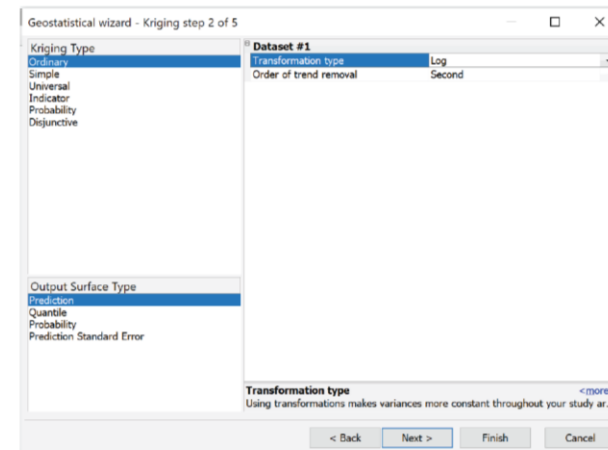 Geostatistical wizard - Kriging step 2 of 5
Kriging Type
Ordinary
Simple
Universal
Indicator
Probability
Disjunctive
Output Surface Type
Prediction
Quantile
Probability
Prediction Standard Error
Dataset #1
Transformation type Log
Order of trend removal Second
Transformation type <more
Using transformations makes variances more constant throughout your study ar.
< Back Next > Finish Cancel